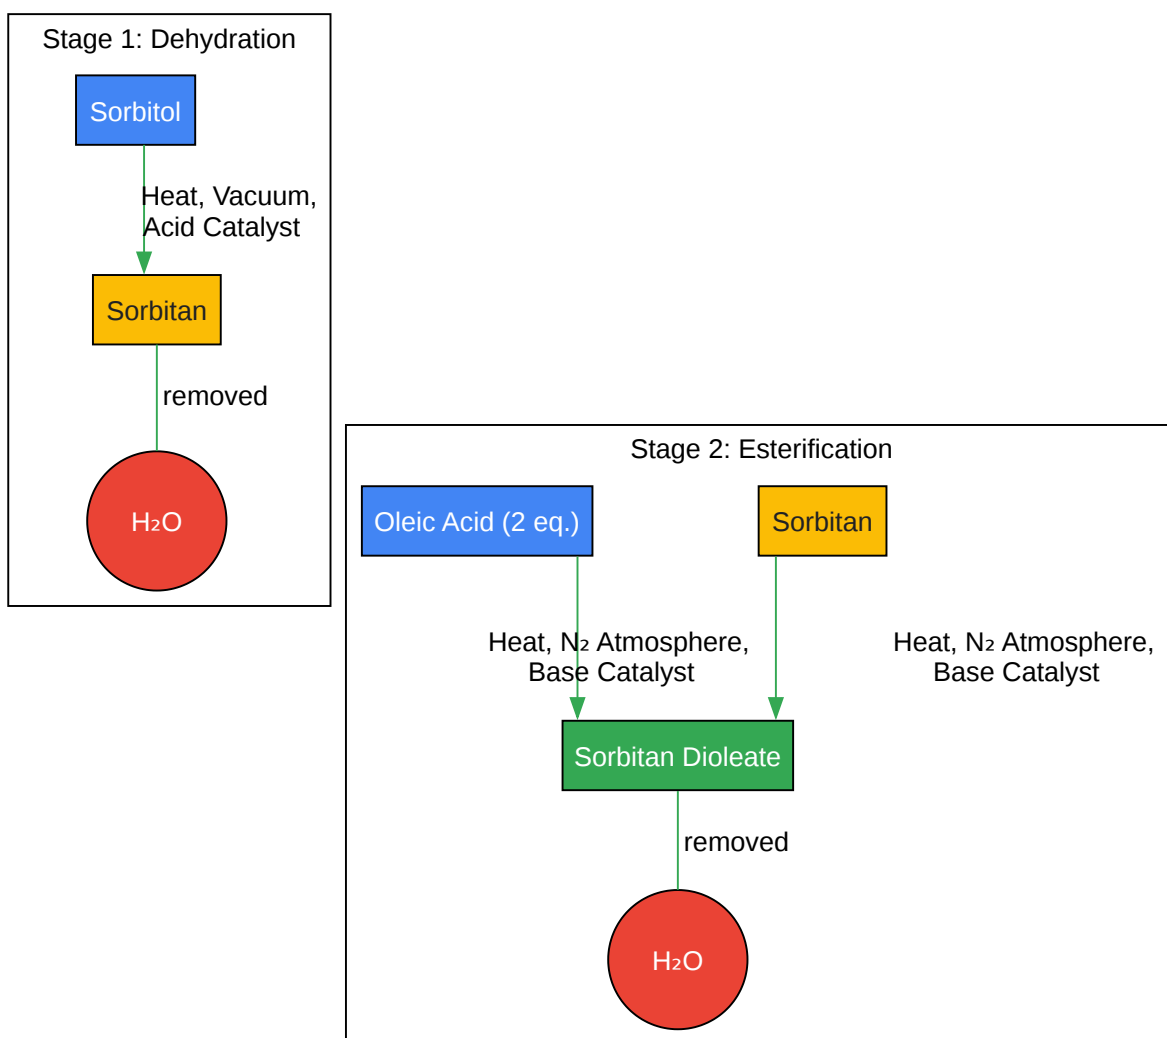 Stage 1: Dehydration
Sorbitol
Heat, Vacuum,
Acid Catalyst
Sorbitan
removed
H₂O
Stage 2: Esterification
Oleic Acid (2 eq.)
Sorbitan
Heat, N₂ Atmosphere,
Base Catalyst
Heat, N₂ Atmosphere,
Base Catalyst
Sorbitan Dioleate
removed
H₂O